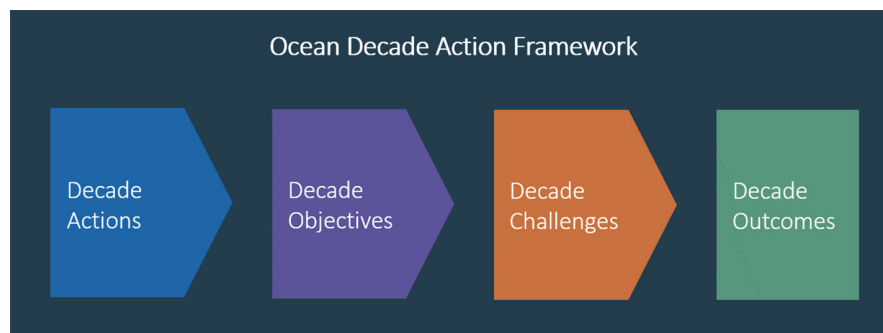 Ocean Decade Action Framework
Decade
Actions
Decade
Objectives
Decade
Challenges
Decade
Outcomes